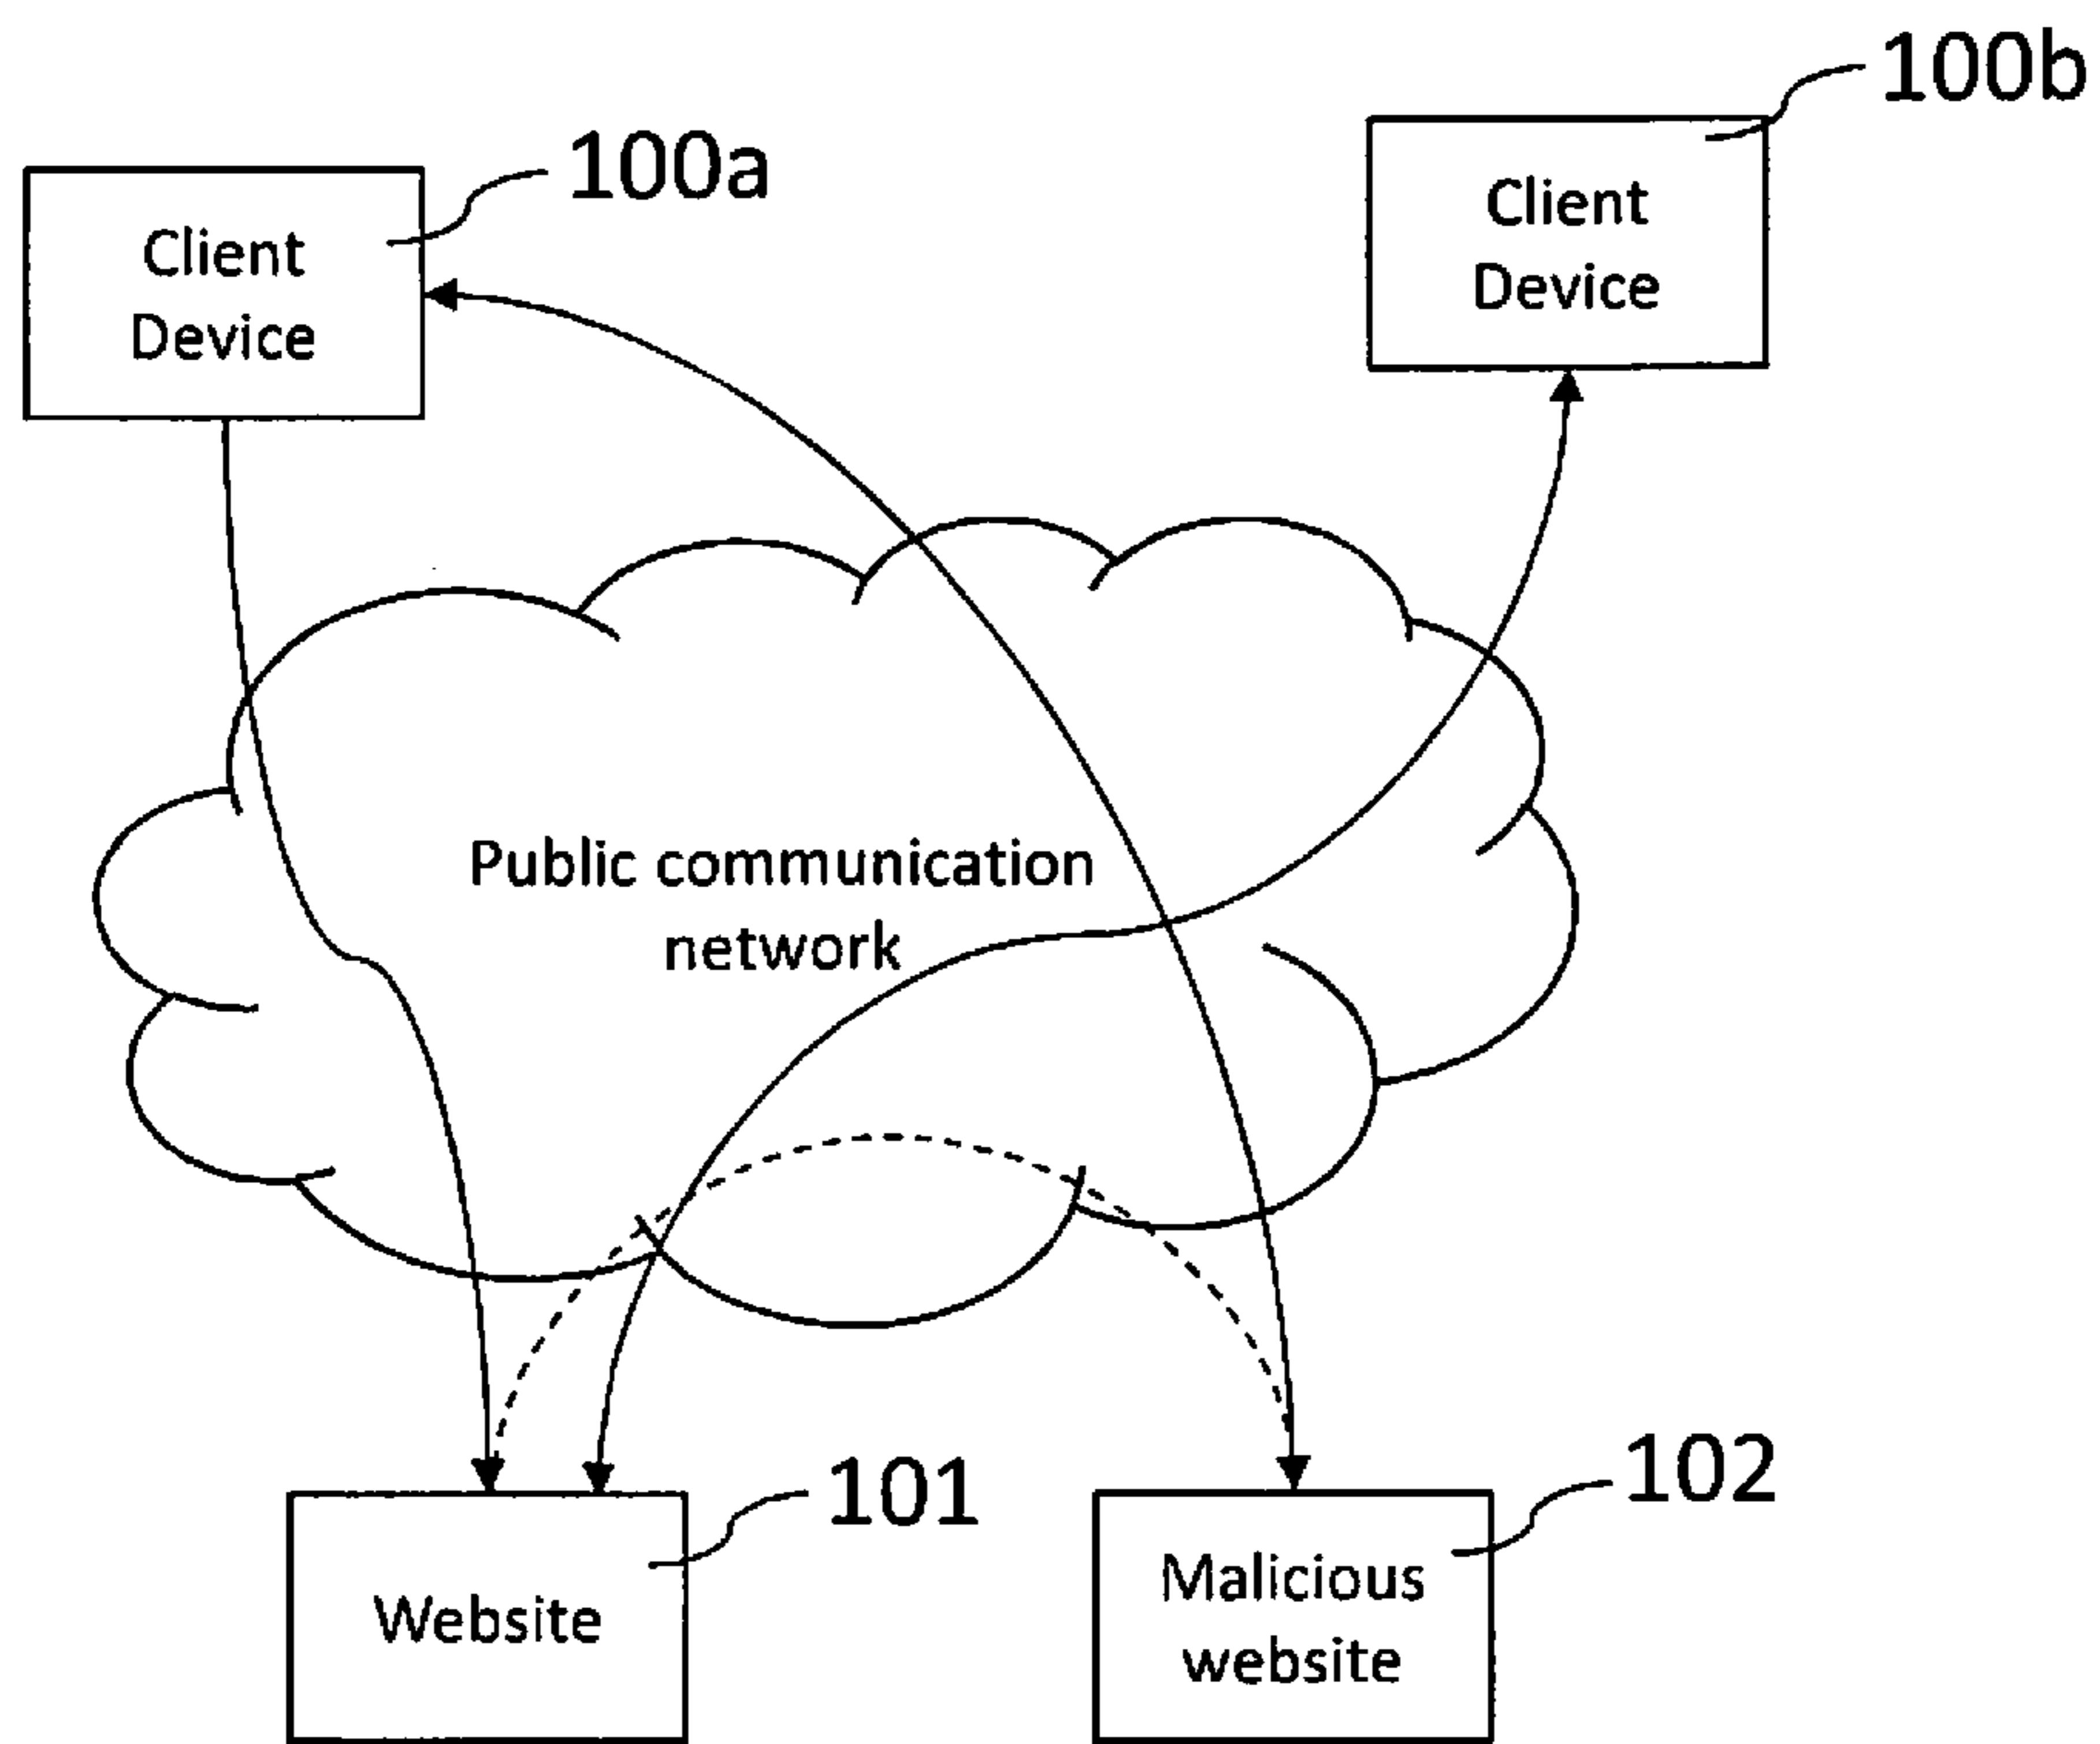 100b
100a
Client
Device
Client
Device
Public communication
network
101
102
Website
Malicious
website